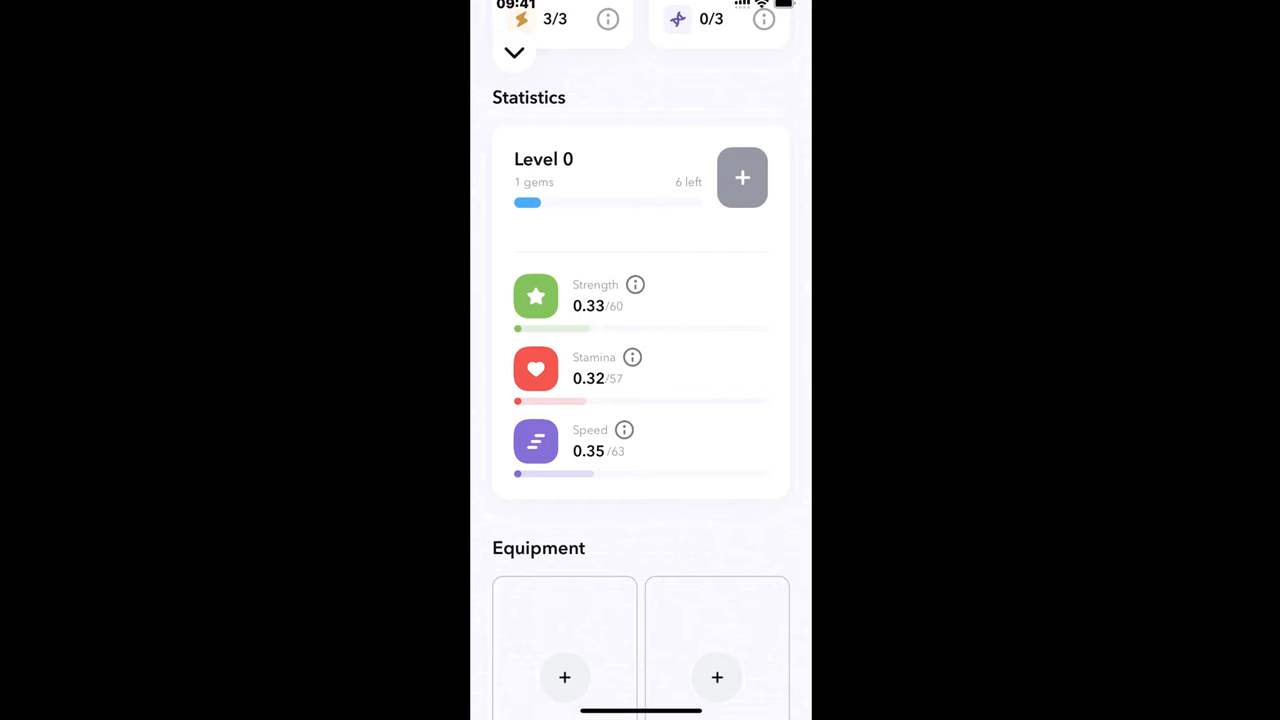 09:41
3/3
0/3
Statistics
Level 0
1 gems
6 left
Strength
0.33/60
Stamina
0.32/57
Speed
0.35/63
Equipment